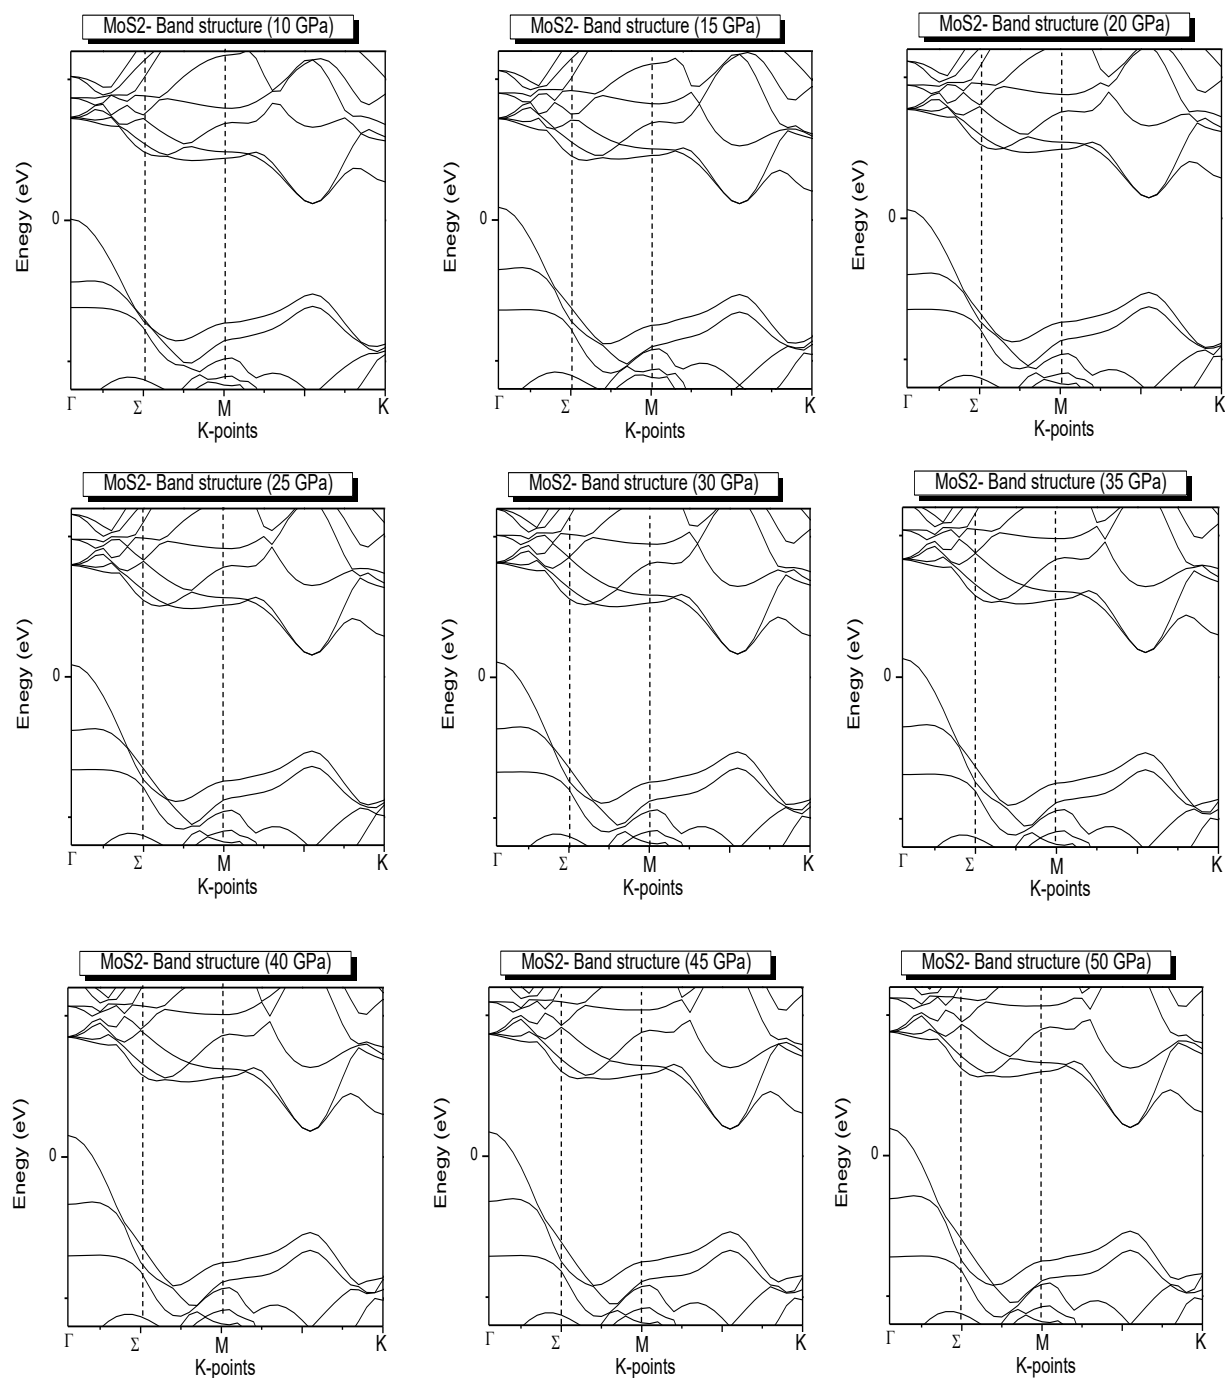 MoS2- Band structure (10 GPa)
Enegy (eV)
0
Γ Σ M K
K-points
MoS2- Band structure (15 GPa)
Enegy (eV)
0
Γ Σ M K
K-points
MoS2- Band structure (20 GPa)
Enegy (eV)
0
Γ Σ M K
K-points
MoS2- Band structure (25 GPa)
Enegy (eV)
0
Γ Σ M K
K-points
MoS2- Band structure (30 GPa)
Enegy (eV)
0
Γ Σ M K
K-points
MoS2- Band structure (35 GPa)
Enegy (eV)
0
Γ Σ M K
K-points
MoS2- Band structure (40 GPa)
Enegy (eV)
0
Γ Σ M K
K-points
MoS2- Band structure (45 GPa)
Enegy (eV)
0
Γ Σ M K
K-points
MoS2- Band structure (50 GPa)
Enegy (eV)
0
Γ Σ M K
K-points